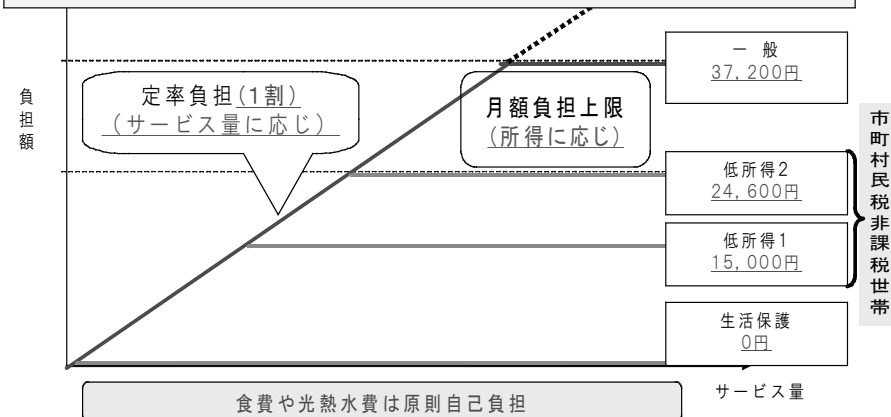 一般
37,200円
負担額
定率負担(1割)
(サービス量に応じ)
月額負担上限
(所得に応じ)
低所得2
24,600円
低所得1
15,000円
市町村民税非課税世帯
生活保護
0円
サービス量
食費や光熱水費は原則自己負担